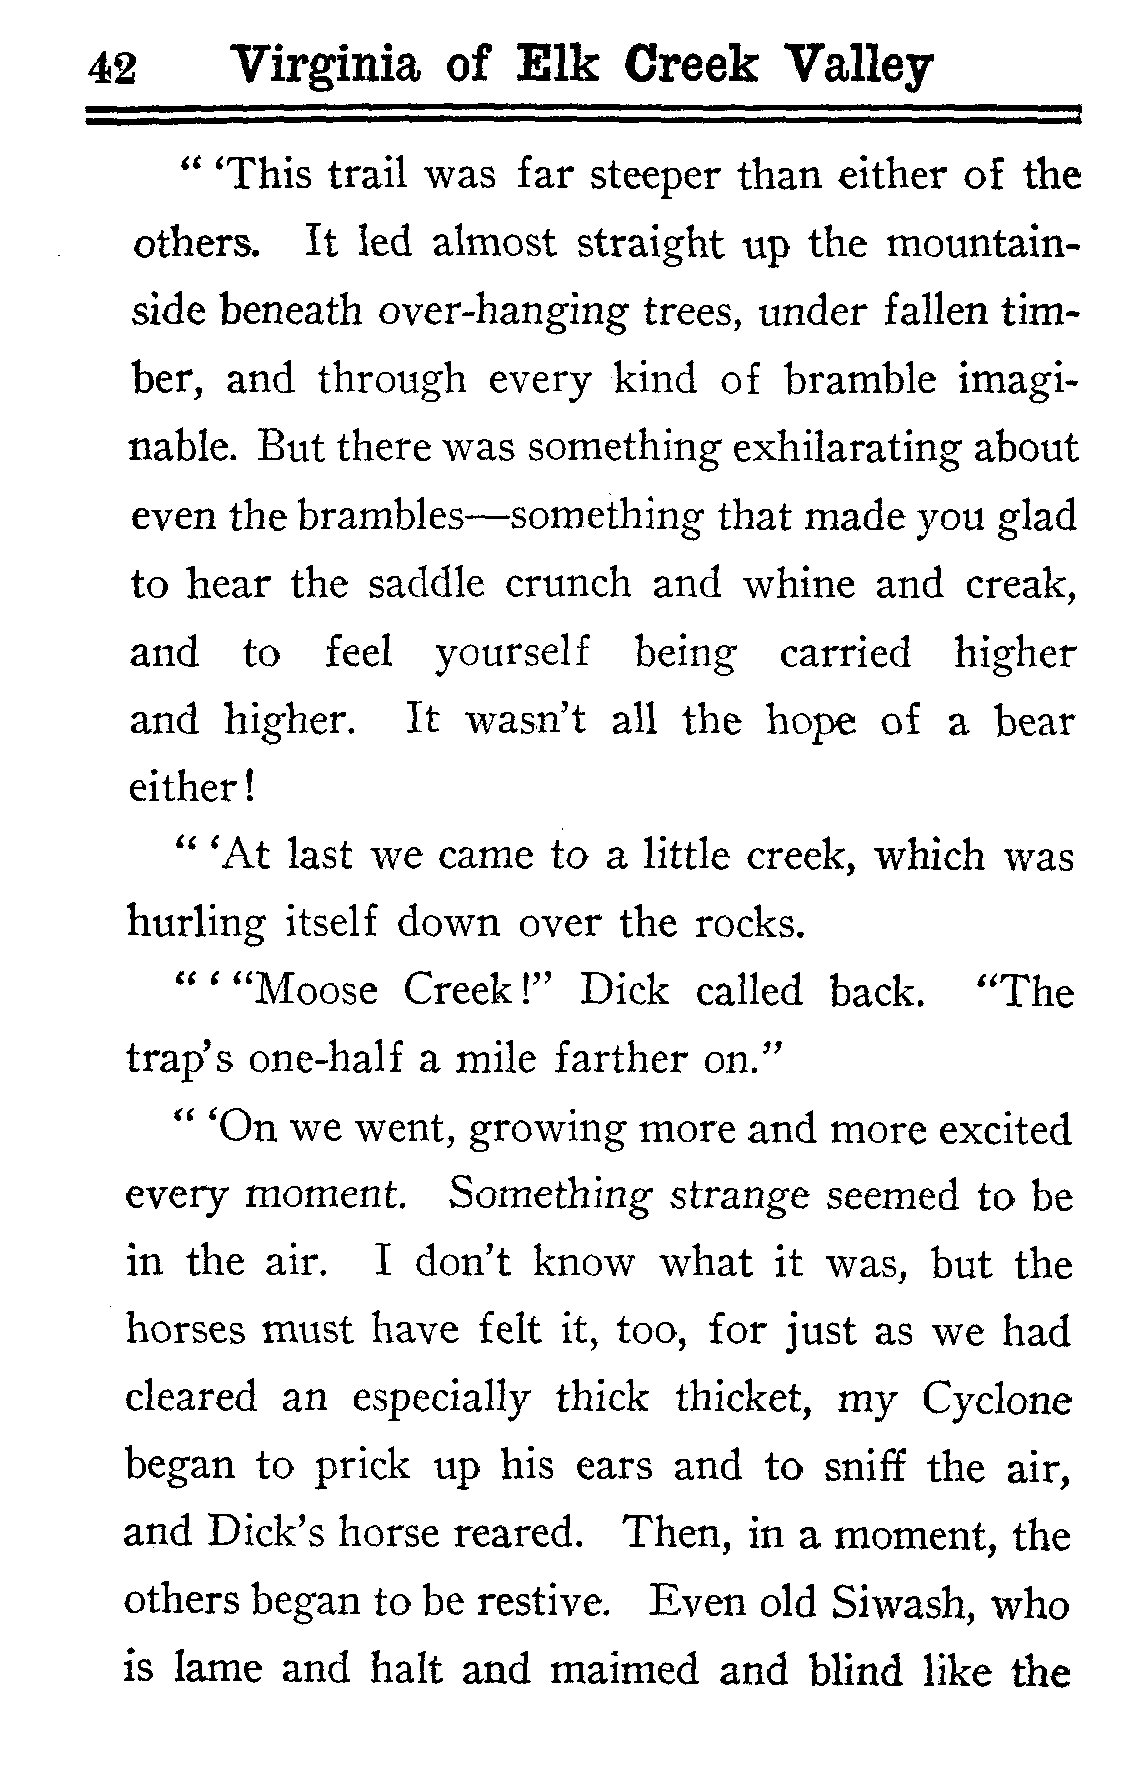 42 Virginia of Elk Creek Valley
“ ‘This trail was far steeper than either of the
others. It led almost straight up the mountain-
side beneath over-hanging trees, under fallen tim-
ber, and through every kind of bramble imagi-
nable. But there was something exhilarating about
even the brambles—something that made you glad
to hear the saddle crunch and whine and creak,
and to feel yourself being carried higher
and higher. It wasn’t all the hope of a bear
either!
“ ‘At last we came to a little creek, which was
hurling itself down over the rocks.
“ ‘ “Moose Creek!” Dick called back. “The
trap’s one-half a mile farther on.”
“ ‘On we went, growing more and more excited
every moment. Something strange seemed to be
in the air. I don’t know what it was, but the
horses must have felt it, too, for just as we had
cleared an especially thick thicket, my Cyclone
began to prick up his ears and to sniff the air,
and Dick’s horse reared. Then, in a moment, the
others began to be restive. Even old Siwash, who
is lame and halt and maimed and blind like the